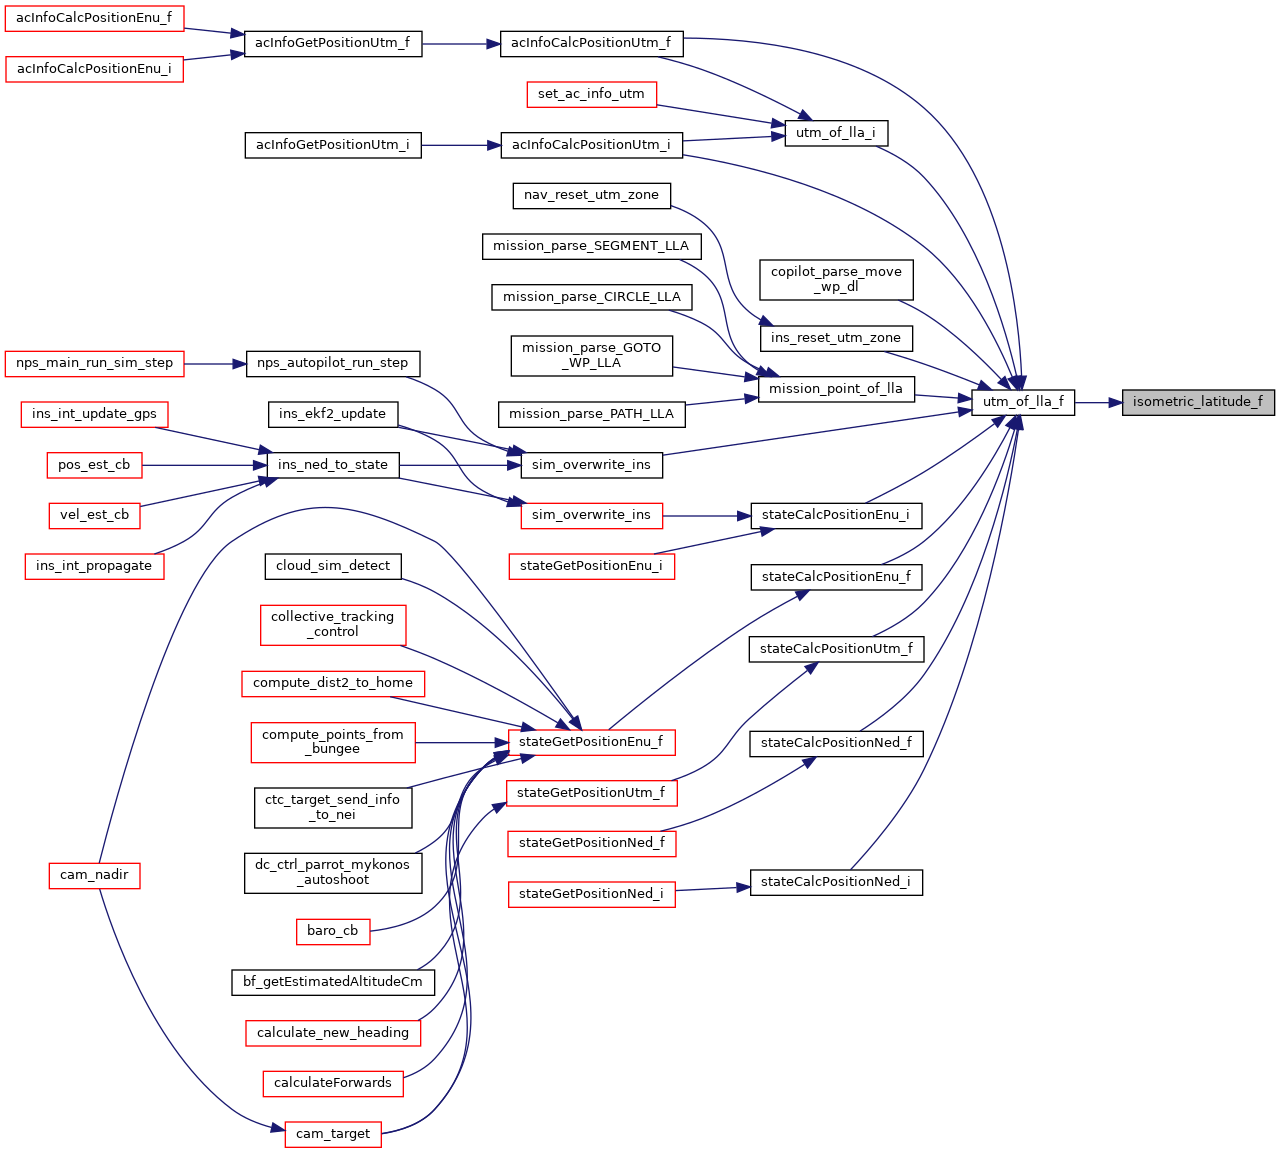 acInfoCalcPositionEnu_f
acInfoGetPositionUtm_f
acInfoCalcPositionUtm_f
acInfoCalcPositionEnu_i
set_ac_info_utm
utm_of_lla_i
acInfoGetPositionUtm_i
acInfoCalcPositionUtm_i
nav_reset_utm_zone
mission_parse_SEGMENT_LLA
copilot_parse_move
_wp_dl
mission_parse_CIRCLE_LLA
ins_reset_utm_zone
mission_parse_GOTO
_WP_LLA
nps_main_run_sim_step
nps_autopilot_run_step
mission_point_of_lla
utm_of_lla_f
isometric_latitude_f
ins_int_update_gps
ins_ekf2_update
mission_parse_PATH_LLA
pos_est_cb
ins_ned_to_state
sim_overwrite_ins
vel_est_cb
sim_overwrite_ins
stateCalcPositionEnu_i
ins_int_propagate
cloud_sim_detect
stateGetPositionEnu_i
stateCalcPositionEnu_f
collective_tracking
_control
stateCalcPositionUtm_f
compute_dist2_to_home
compute_points_from
_bungee
stateGetPositionEnu_f
stateCalcPositionNed_f
ctc_target_send_info
_to_nei
stateGetPositionUtm_f
stateGetPositionNed_f
cam_nadir
dc_ctrl_parrot_mykonos
_autoshoot
stateGetPositionNed_i
stateCalcPositionNed_i
baro_cb
bf_getEstimatedAltitudeCm
calculate_new_heading
calculateForwards
cam_target